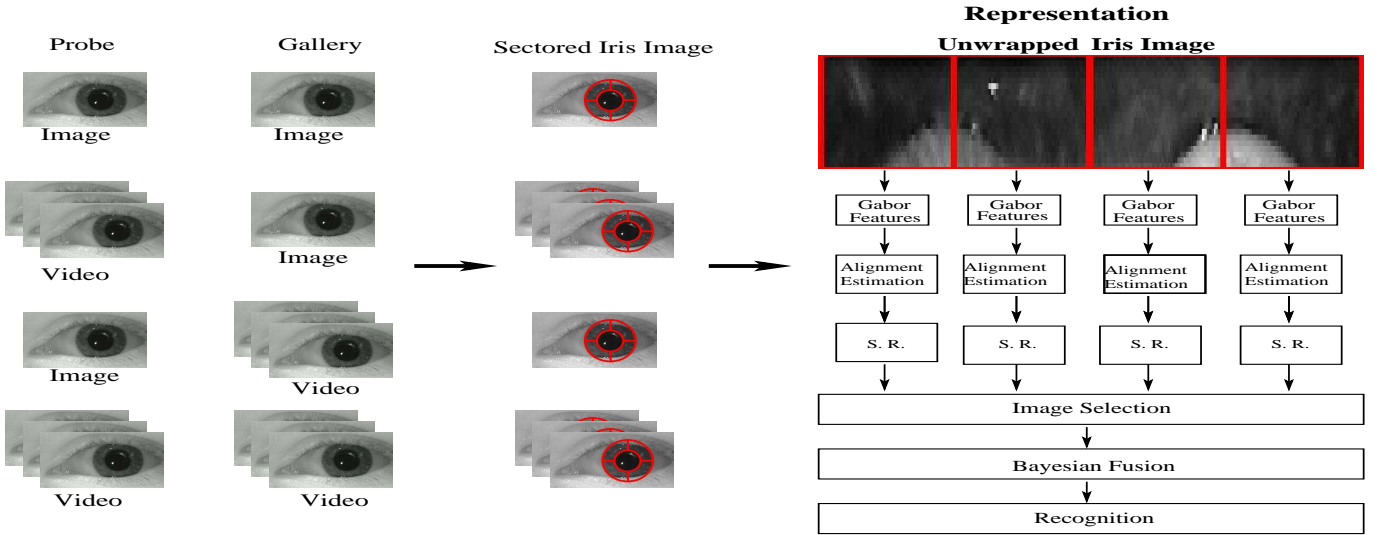 Representation
Probe
Gallery
Sectored Iris Image
Unwrapped Iris Image
Image
Image
Video
Image
Image
Video
Video
Video
Gabor
Features
Gabor
Features
Gabor
Features
Gabor
Features
Alignment
Estimation
Alignment
Estimation
Alignment
Estimation
Alignment
Estimation
S. R.
S. R.
S. R.
S. R.
Image Selection
Bayesian Fusion
Recognition